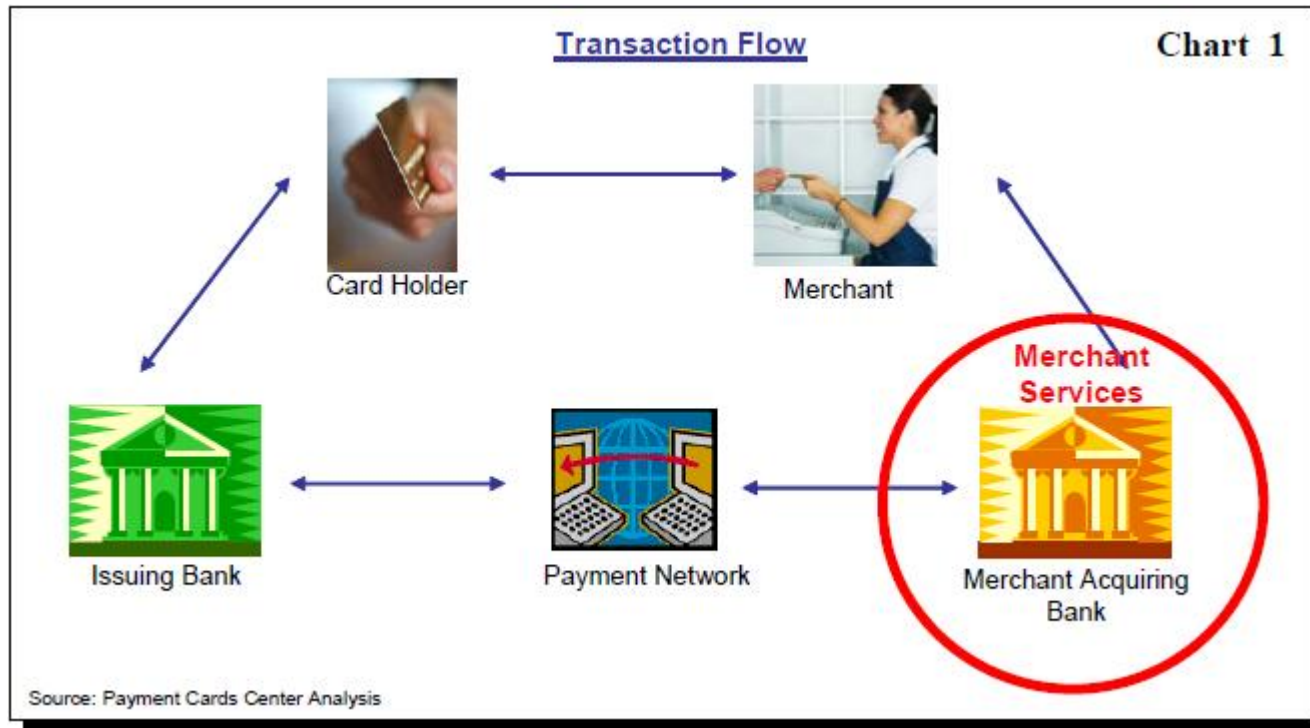 Transaction Flow
Chart 1
Card Holder
Merchant
Merchant
Services
Issuing Bank
Payment Network
Merchant Acquiring
Bank
Source: Payment Cards Center Analysis